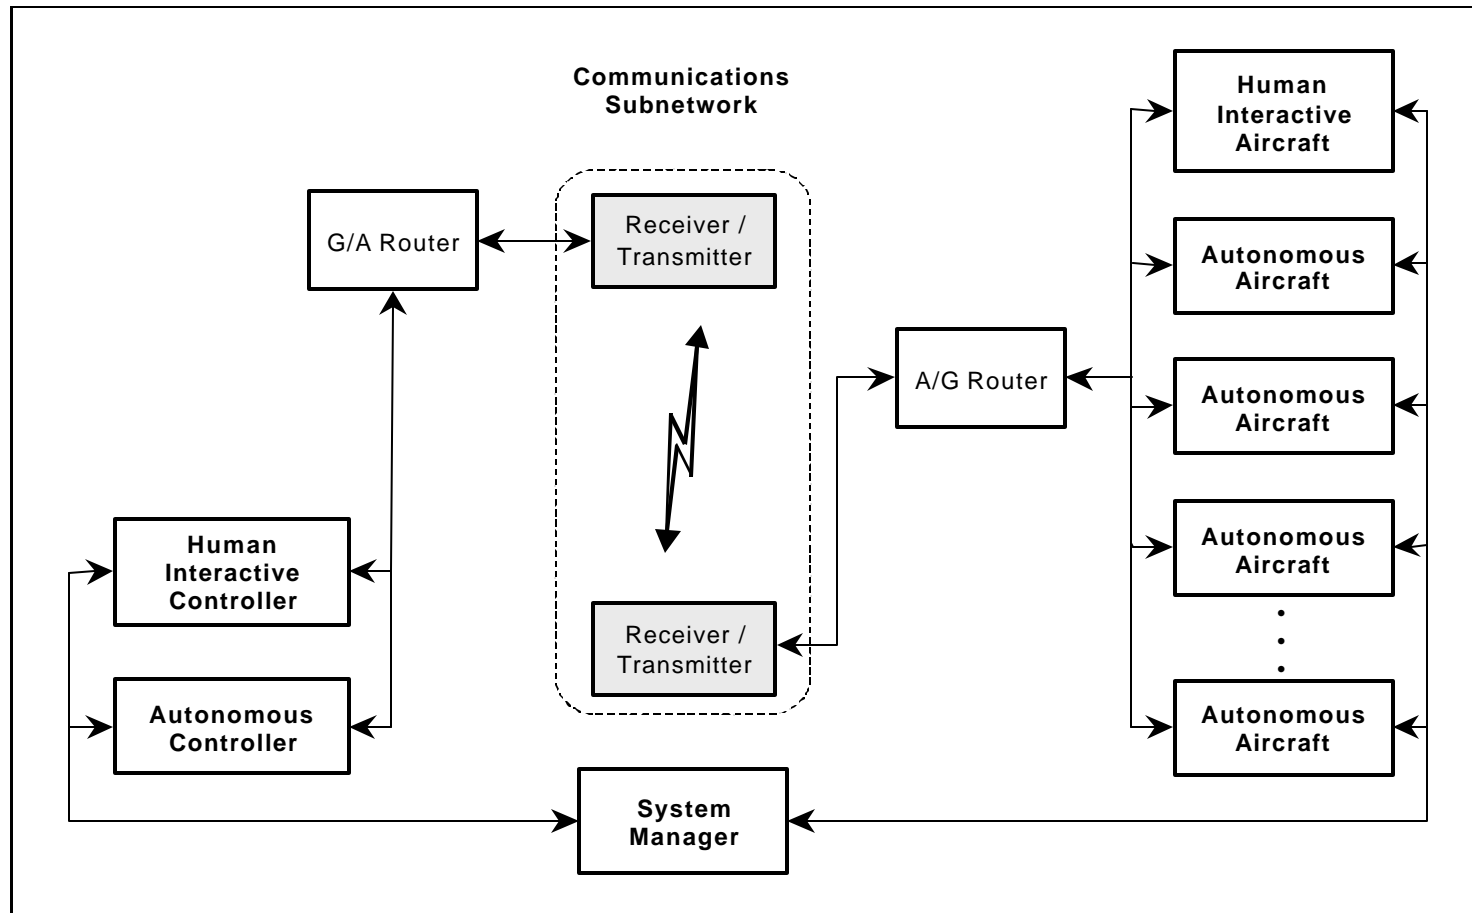 Communications
Subnetwork
Human
Interactive
Aircraft
G/A Router
Receiver /
Transmitter
Autonomous
Aircraft
A/G Router
Autonomous
Aircraft
Human
Interactive
Controller
Autonomous
Aircraft
Receiver /
Transmitter
Autonomous
Controller
Autonomous
Aircraft
System
Manager